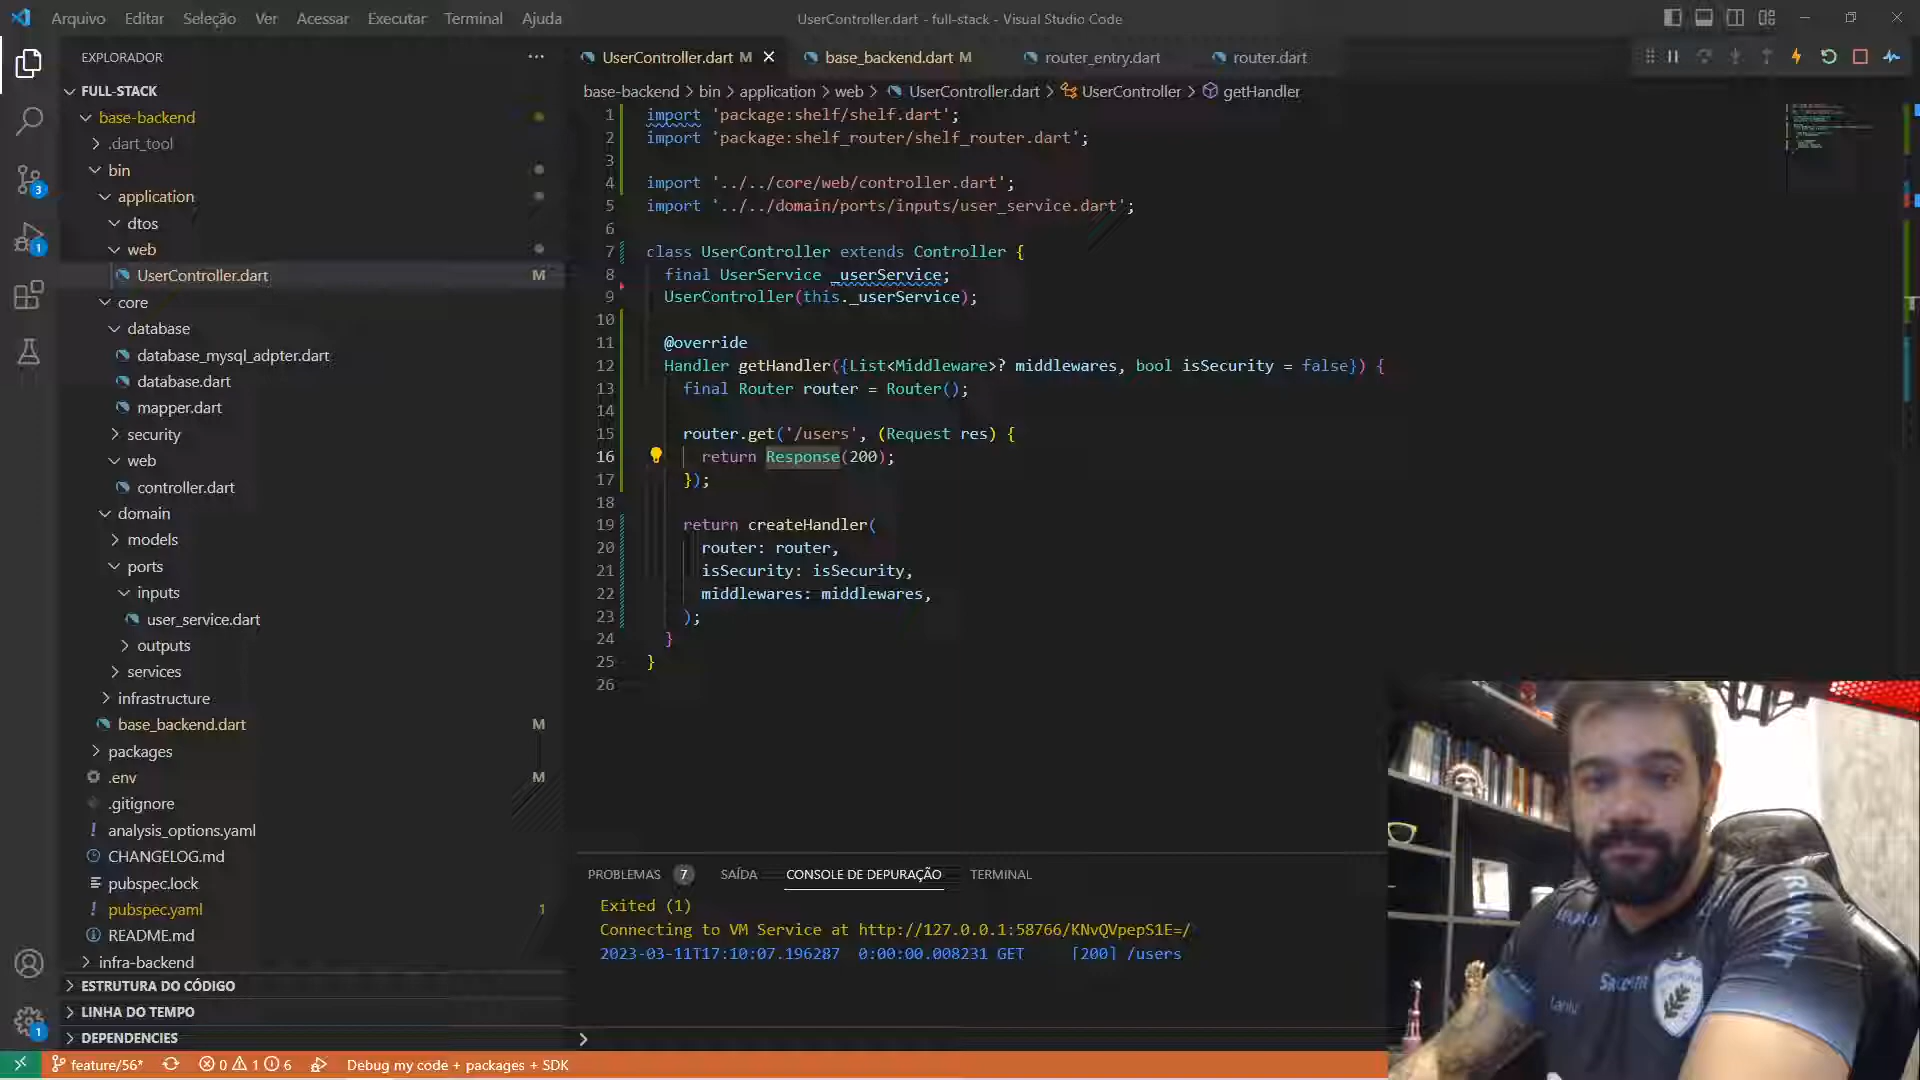 Arquivo Editar Seleção Ver Acessar Executar Terminal Ajuda
UserController.dart - full-stack - Visual Studio Code
EXPLORADOR
UserController.dart M
base_backend.dart M
router_entry.dart
router.dart
base-backend > bin > application > web > UserController.dart > UserController > getHandler
FULL-STACK
base-backend
.dart_tool
bin
application
dtos
web
UserController.dart M
core
database
database_mysql_adpter.dart
database.dart
mapper.dart
security
web
controller.dart
domain
models
ports
inputs
user_service.dart
outputs
services
infrastructure
base_backend.dart M
packages
.env M
.gitignore
! analysis_options.yaml
CHANGELOG.md
pubspec.lock
! pubspec.yaml 1
README.md
infra-backend
ESTRUTURA DO CÓDIGO
LINHA DO TEMPO
DEPENDENCIES
3
1
1
1 import 'package:shelf/shelf.dart';
2 import 'package:shelf_router/shelf_router.dart';
3
4 import '../../core/web/controller.dart';
5 import '../../domain/ports/inputs/user_service.dart';
6
7 class UserController extends Controller {
8 final UserService _userService;
9 UserController(this._userService);
10
11 @override
12 Handler getHandler({List<Middleware>? middlewares, bool isSecurity = false}) {
13 final Router router = Router();
14
15 router.get('/users', (Request res) {
16 return Response(200);
17 });
18
19 return createHandler(
20 router: router,
21 isSecurity: isSecurity,
22 middlewares: middlewares,
23 );
24 }
25 }
26
PROBLEMAS 7 SAÍDA CONSOLE DE DEPURAÇÃO TERMINAL
Exited (1)
Connecting to VM Service at http://127.0.0.1:58766/KNvQVpepS1E=/
2023-03-11T17:10:07.196287 0:00:00.008231 GET [200] /users
feature/56* 0 1 6 Debug my code + packages + SDK